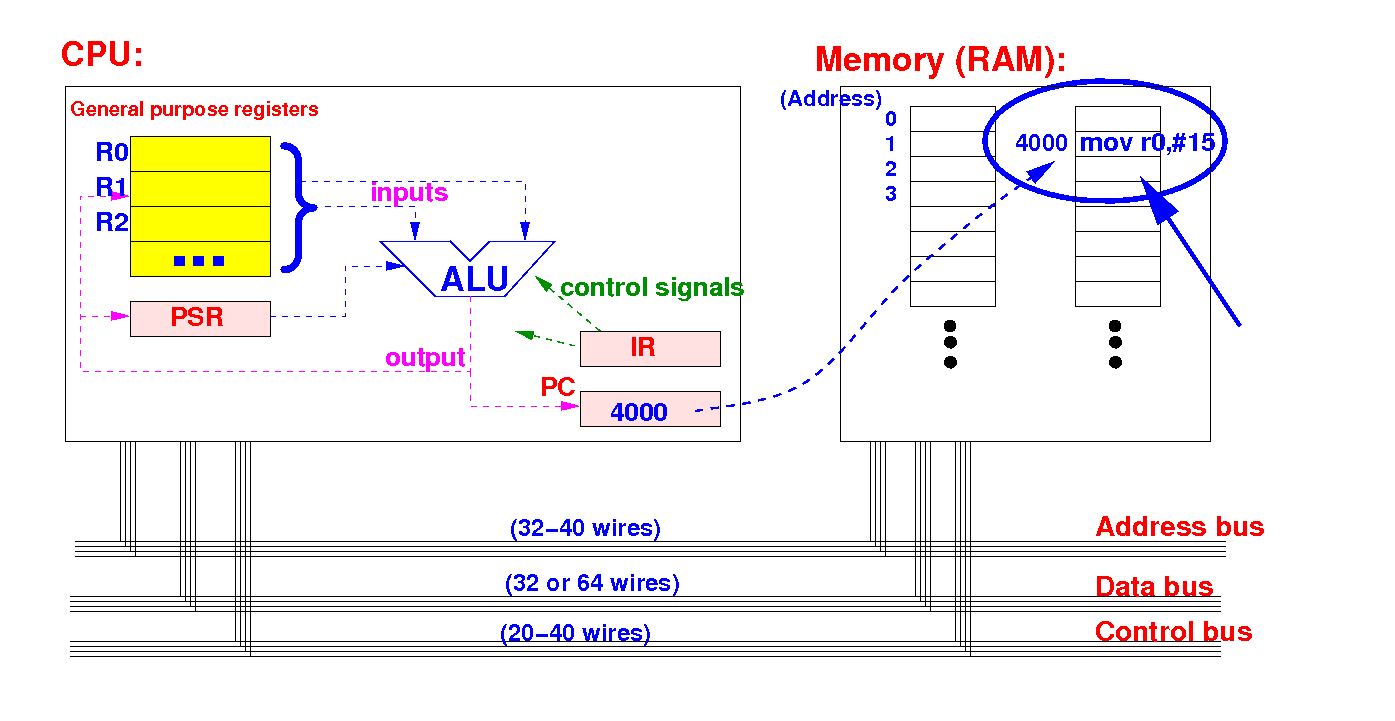 CPU:
Memory (RAM):
General purpose registers
(Address)
R0
R1
R2
inputs
ALU
control signals
PSR
IR
output
PC
4000
0
1
2
3
4000 mov r0,#15
(32–40 wires)
Address bus
(32 or 64 wires)
Data bus
(20–40 wires)
Control bus